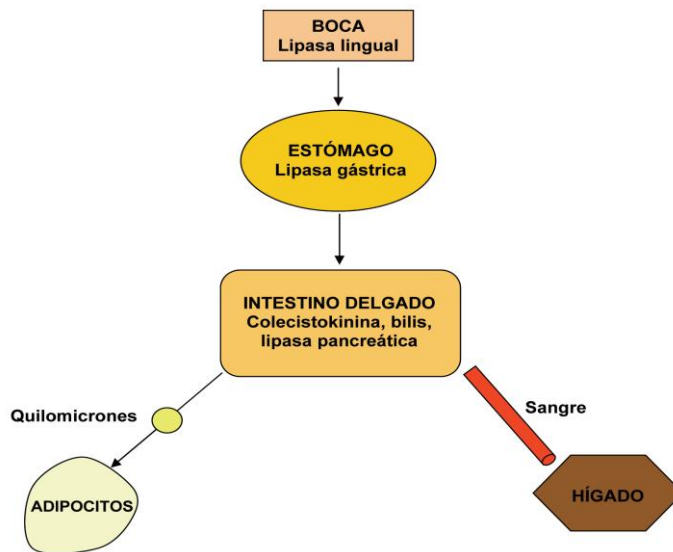 BOCA
Lipasa lingual
ESTÓMAGO
Lipasa gástrica
INTESTINO DELGADO
Colecistokinina, bilis,
lipasa pancreática
Quilomicrones
Sangre
ADIPOCITOS
HÍGADO